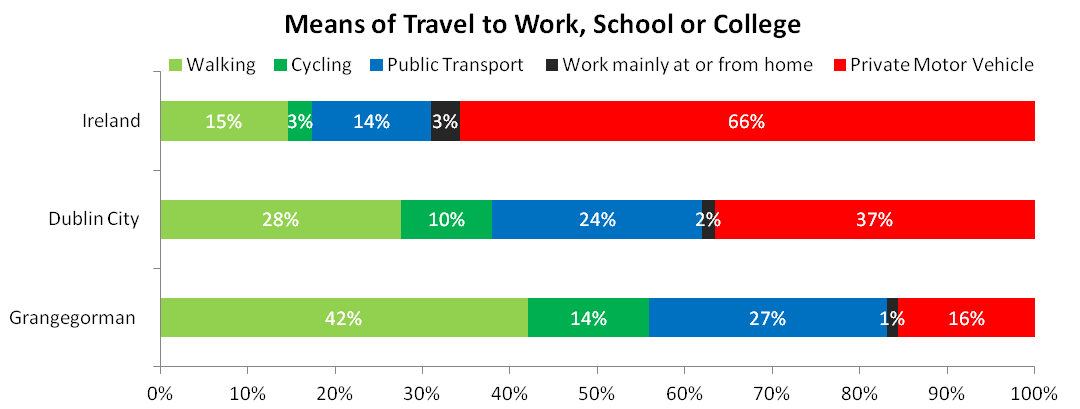 Means of Travel to Work, School or College
Walking Cycling Public Transport Work mainly at or from home Private Motor Vehicle
Ireland 15% 3% 14% 3% 66%
Dublin City 28% 10% 24% 2% 37%
Grangegorman 42% 14% 27% 1% 16%
0% 10% 20% 30% 40% 50% 60% 70% 80% 90% 100%